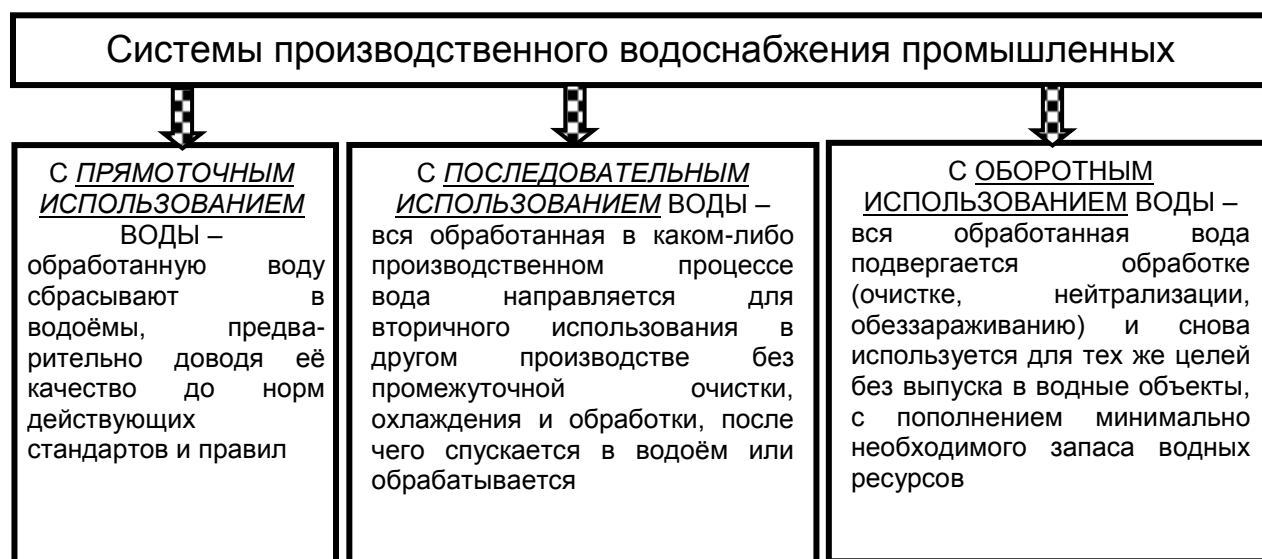 Системы производственного водоснабжения промышленных
С ПРЯМОТОЧНЫМ
ИСПОЛЬЗОВАНИЕМ
ВОДЫ –
обработанную воду
сбрасывают в
водоёмы, предва-
рительно доводя её
качество до норм
действующих
стандартов и правил
С ПОСЛЕДОВАТЕЛЬНЫМ
ИСПОЛЬЗОВАНИЕМ ВОДЫ –
вся обработанная в каком-либо
производственном процессе
вода направляется для
вторичного использования в
другом производстве без
промежуточной очистки,
охлаждения и обработки, после
чего спускается в водоём или
обрабатывается
С ОБОРОТНЫМ
ИСПОЛЬЗОВАНИЕМ ВОДЫ –
вся обработанная вода
подвергается обработке
(очистке, нейтрализации,
обеззараживанию) и снова
используется для тех же целей
без выпуска в водные объекты,
с пополнением минимально
необходимого запаса водных
ресурсов